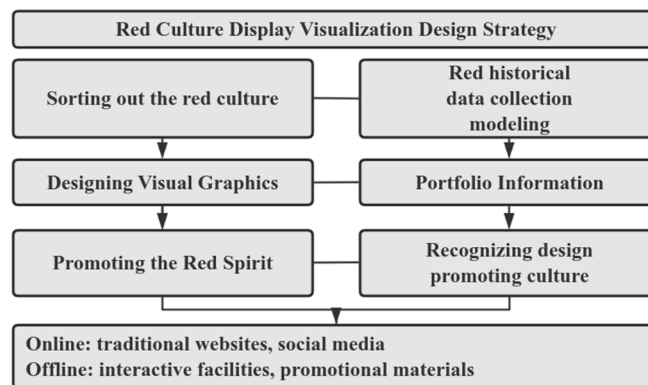 Red Culture Display Visualization Design Strategy
Sorting out the red culture
Red historical
data collection
modeling
Designing Visual Graphics
Portfolio Information
Promoting the Red Spirit
Recognizing design
promoting culture
Online: traditional websites, social media
Offline: interactive facilities, promotional materials